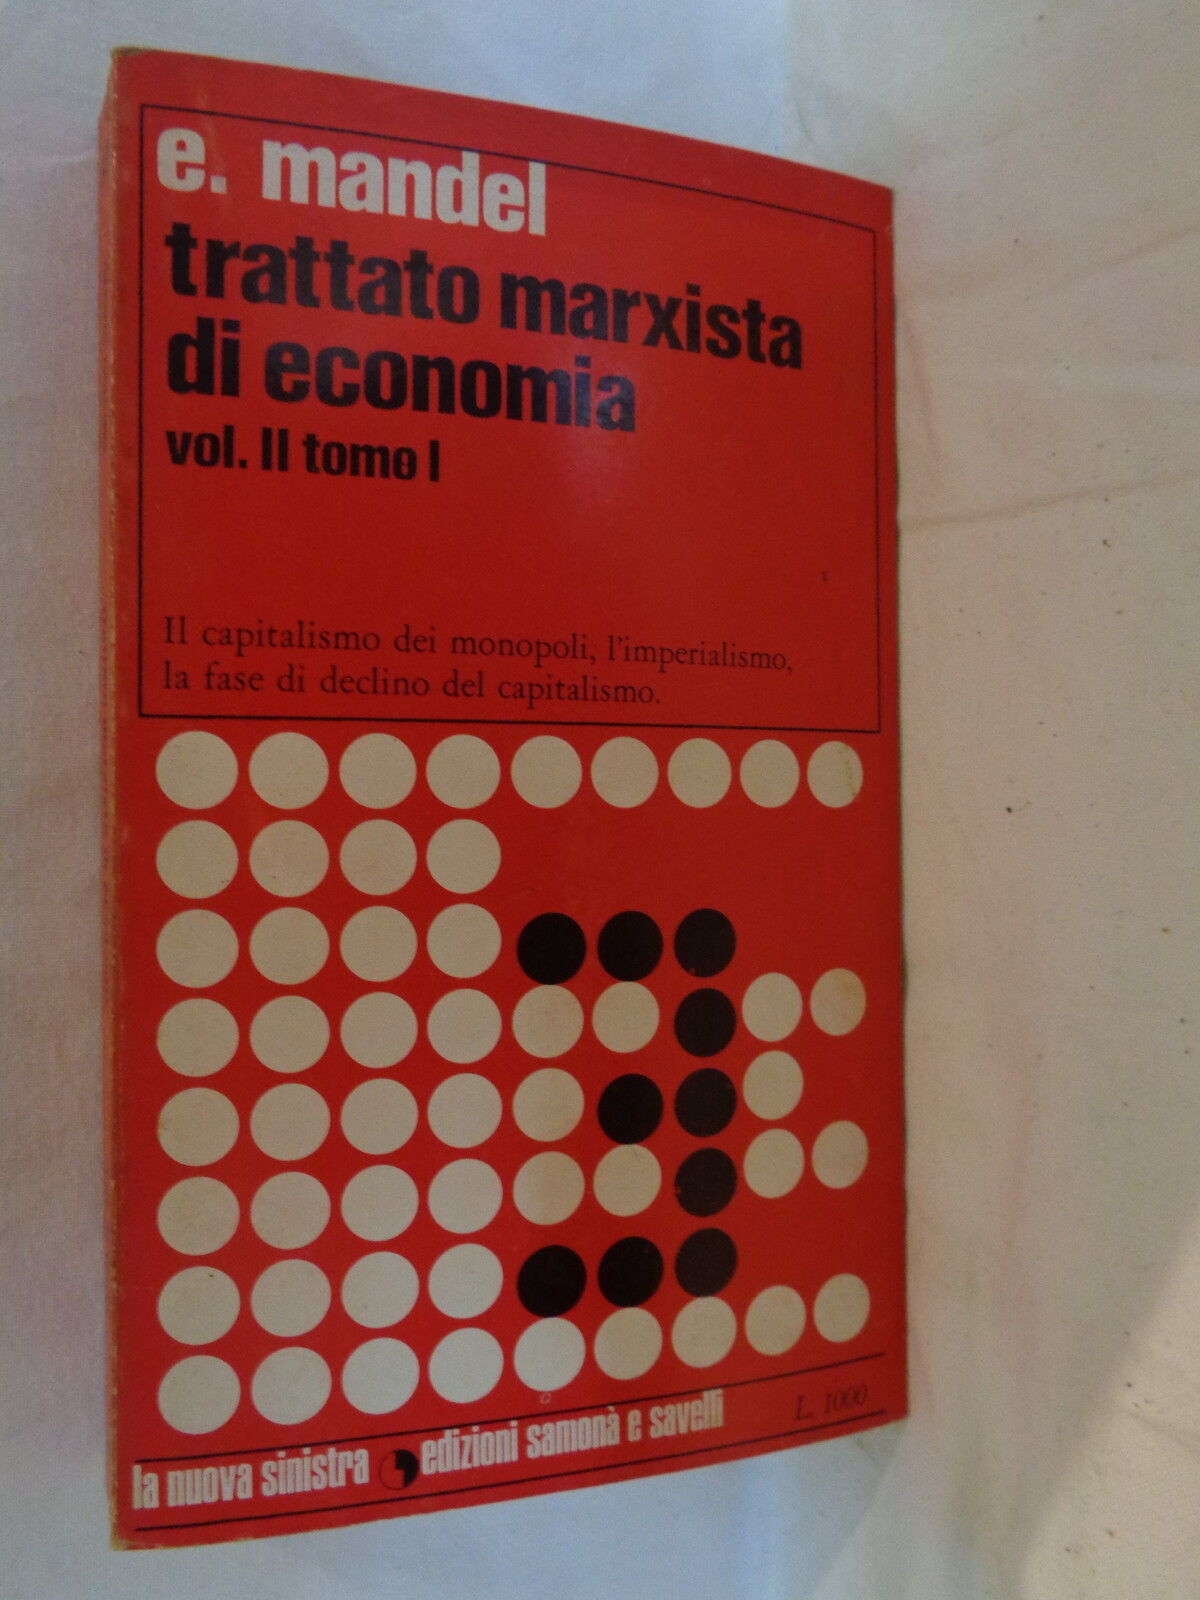 e. mandel
trattato marxista
di economia
vol. II tomo I
Il capitalismo dei monopoli, l'imperialismo,
la fase di declino del capitalismo.
la nuova sinistra edizioni samonà e savelli
L. 1000